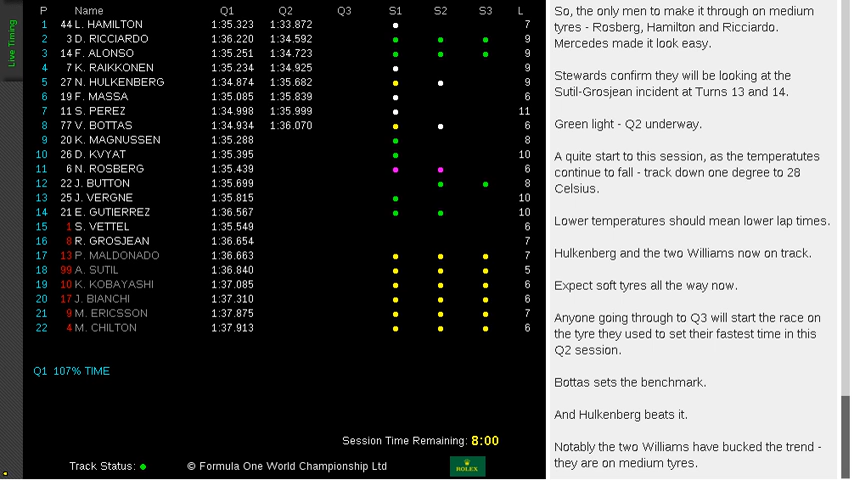 Live Timing
P Name Q1 Q2 Q3 S1 S2 S3 L
1 44 L. HAMILTON 1:35.323 1:33.872 7
2 3 D. RICCIARDO 1:36.220 1:34.592 9
3 14 F. ALONSO 1:35.251 1:34.723 9
4 7 K. RAIKKONEN 1:35.234 1:34.925 9
5 27 N. HULKENBERG 1:34.874 1:35.682 9
6 19 F. MASSA 1:35.085 1:35.839 6
7 11 S. PEREZ 1:34.998 1:35.999 11
8 77 V. BOTTAS 1:34.934 1:36.070 6
9 20 K. MAGNUSSEN 1:35.288 8
10 26 D. KVYAT 1:35.395 10
11 6 N. ROSBERG 1:35.439 6
12 22 J. BUTTON 1:35.699 8
13 25 J. VERGNE 1:35.815 10
14 21 E. GUTIERREZ 1:36.567 10
15 1 S. VETTEL 1:35.549 6
16 8 R. GROSJEAN 1:36.654 7
17 13 P. MALDONADO 1:36.663 7
18 99 A. SUTIL 1:36.840 5
19 10 K. KOBAYASHI 1:37.085 6
20 17 J. BIANCHI 1:37.310 6
21 9 M. ERICSSON 1:37.875 7
22 4 M. CHILTON 1:37.913 6
Q1 107% TIME
Session Time Remaining: 8:00
Track Status: © Formula One World Championship Ltd
ROLEX
So, the only men to make it through on medium
tyres - Rosberg, Hamilton and Ricciardo.
Mercedes made it look easy.
Stewards confirm they will be looking at the
Sutil-Grosjean incident at Turns 13 and 14.
Green light - Q2 underway.
A quite start to this session, as the temperatutes
continue to fall - track down one degree to 28
Celsius.
Lower temperatures should mean lower lap times.
Hulkenberg and the two Williams now on track.
Expect soft tyres all the way now.
Anyone going through to Q3 will start the race on
the tyre they used to set their fastest time in this
Q2 session.
Bottas sets the benchmark.
And Hulkenberg beats it.
Notably the two Williams have bucked the trend -
they are on medium tyres.